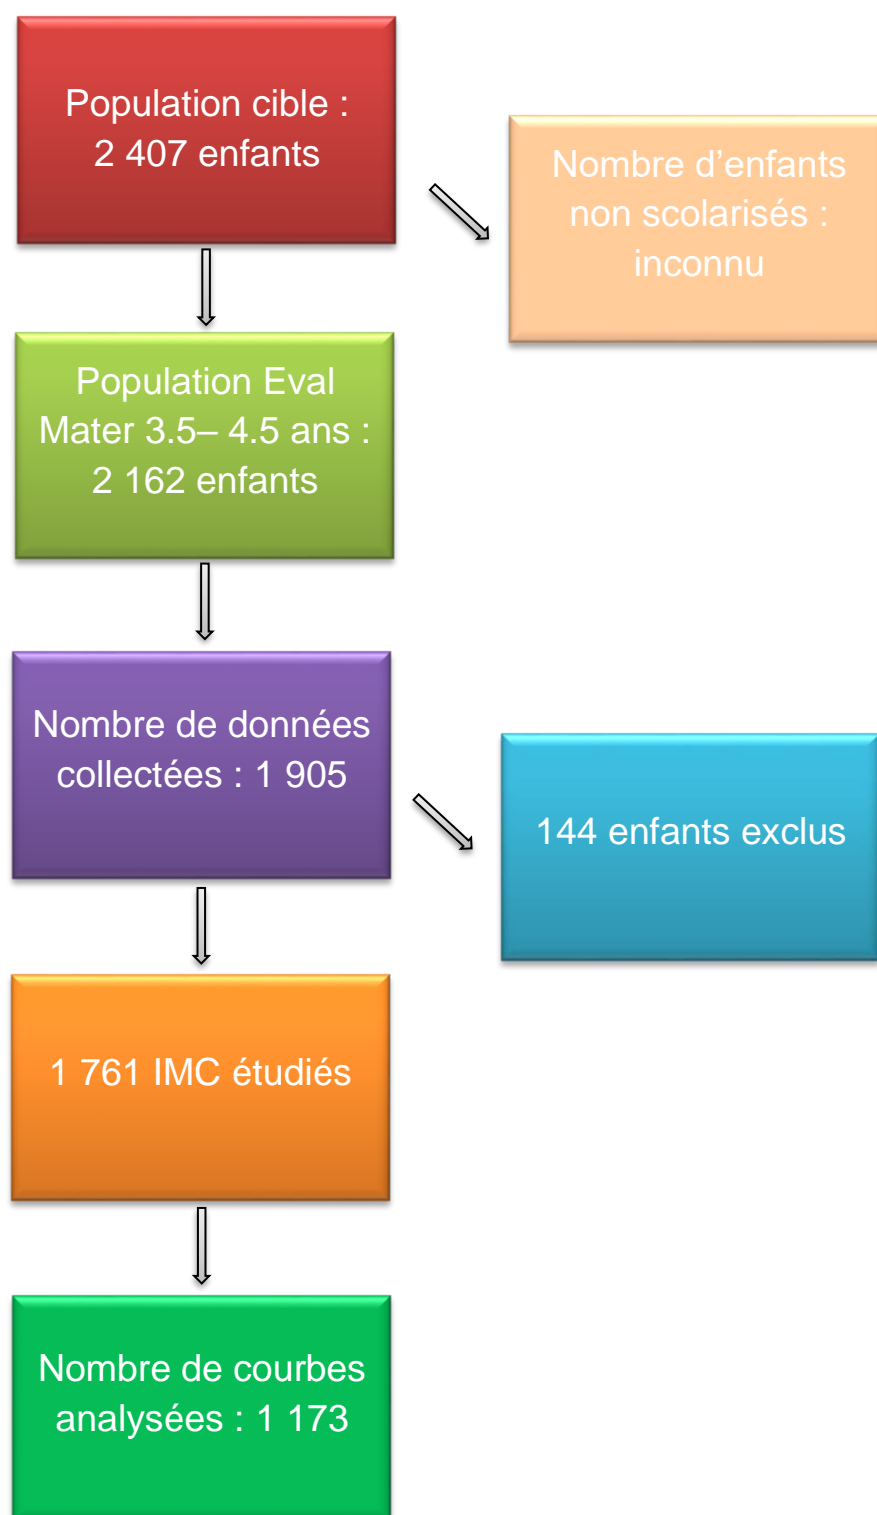 Population cible :
2 407 enfants
Nombre d’enfants
non scolarisés :
inconnu
Population Eval
Mater 3.5– 4.5 ans :
2 162 enfants
Nombre de données
collectées : 1 905
144 enfants exclus
1 761 IMC étudiés
Nombre de courbes
analysées : 1 173